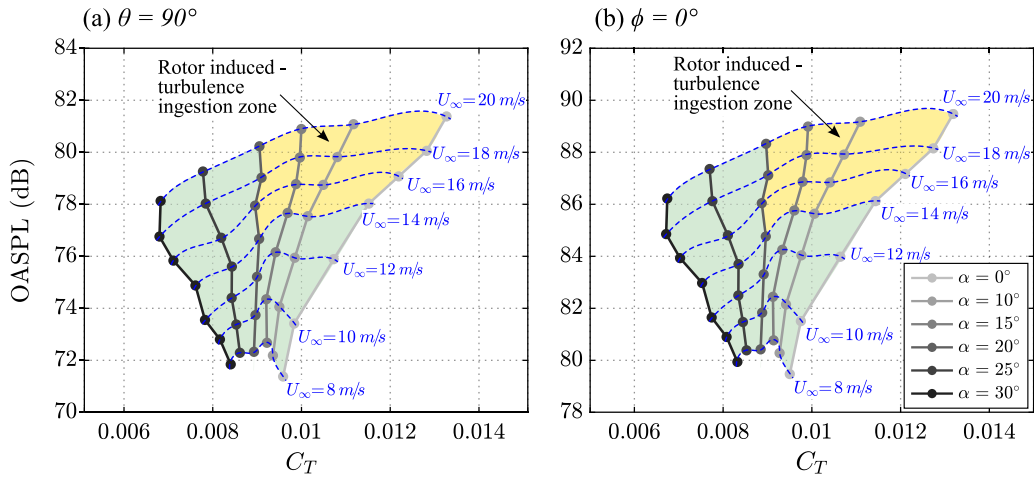 (a) θ = 90°
84
82
80
78
76
74
72
70
OASPL (dB)
0.006
0.008
0.01
0.012
0.014
C_T
Rotor induced -
turbulence
ingestion zone
U∞=20 m/s
U∞=18 m/s
U∞=16 m/s
U∞=14 m/s
U∞=12 m/s
U∞=10 m/s
U∞=8 m/s
(b) ϕ = 0°
92
90
88
86
84
82
80
78
0.006
0.008
0.01
0.012
0.014
C_T
Rotor induced -
turbulence
ingestion zone
U∞=20 m/s
U∞=18 m/s
U∞=16 m/s
U∞=14 m/s
U∞=12 m/s
U∞=10 m/s
U∞=8 m/s
α = 0°
α = 10°
α = 15°
α = 20°
α = 25°
α = 30°